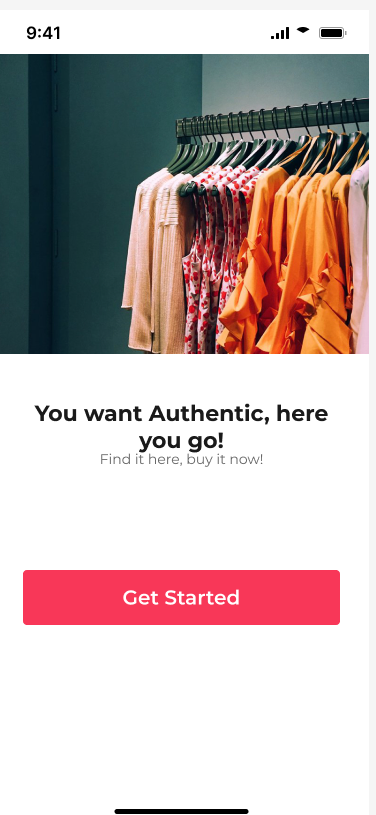 9:41
You want Authentic, here
you go!
Find it here, buy it now!
Get Started